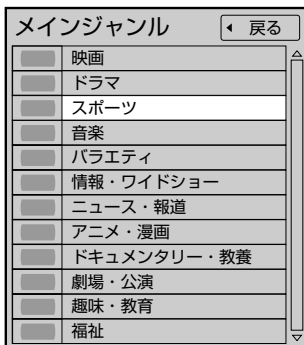 メインジャンル
戻る
映画
ドラマ
スポーツ
音楽
バラエティ
情報・ワイドショー
ニュース・報道
アニメ・漫画
ドキュメンタリー・教養
劇場・公演
趣味・教育
福祉